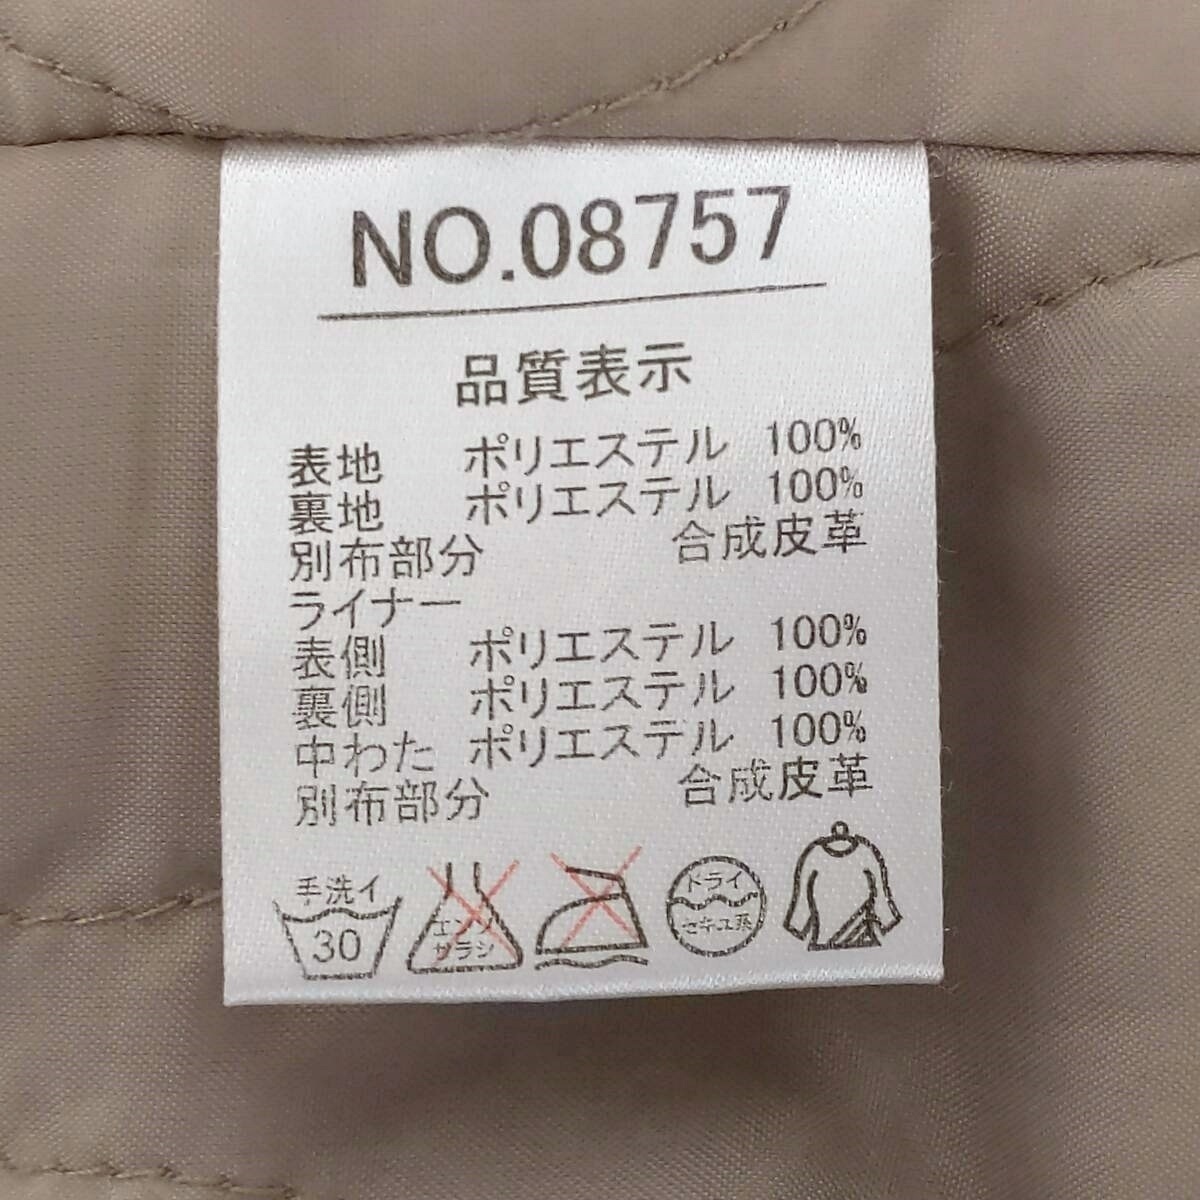 NO.08757
品質表示
表地 ポリエステル 100%
裏地 ポリエステル 100%
別布部分 合成皮革
ライナー
表側 ポリエステル 100%
裏側 ポリエステル 100%
中わた ポリエステル 100%
別布部分 合成皮革
手洗イ
30
エンソ
サラシ
ドライ
セキユ系